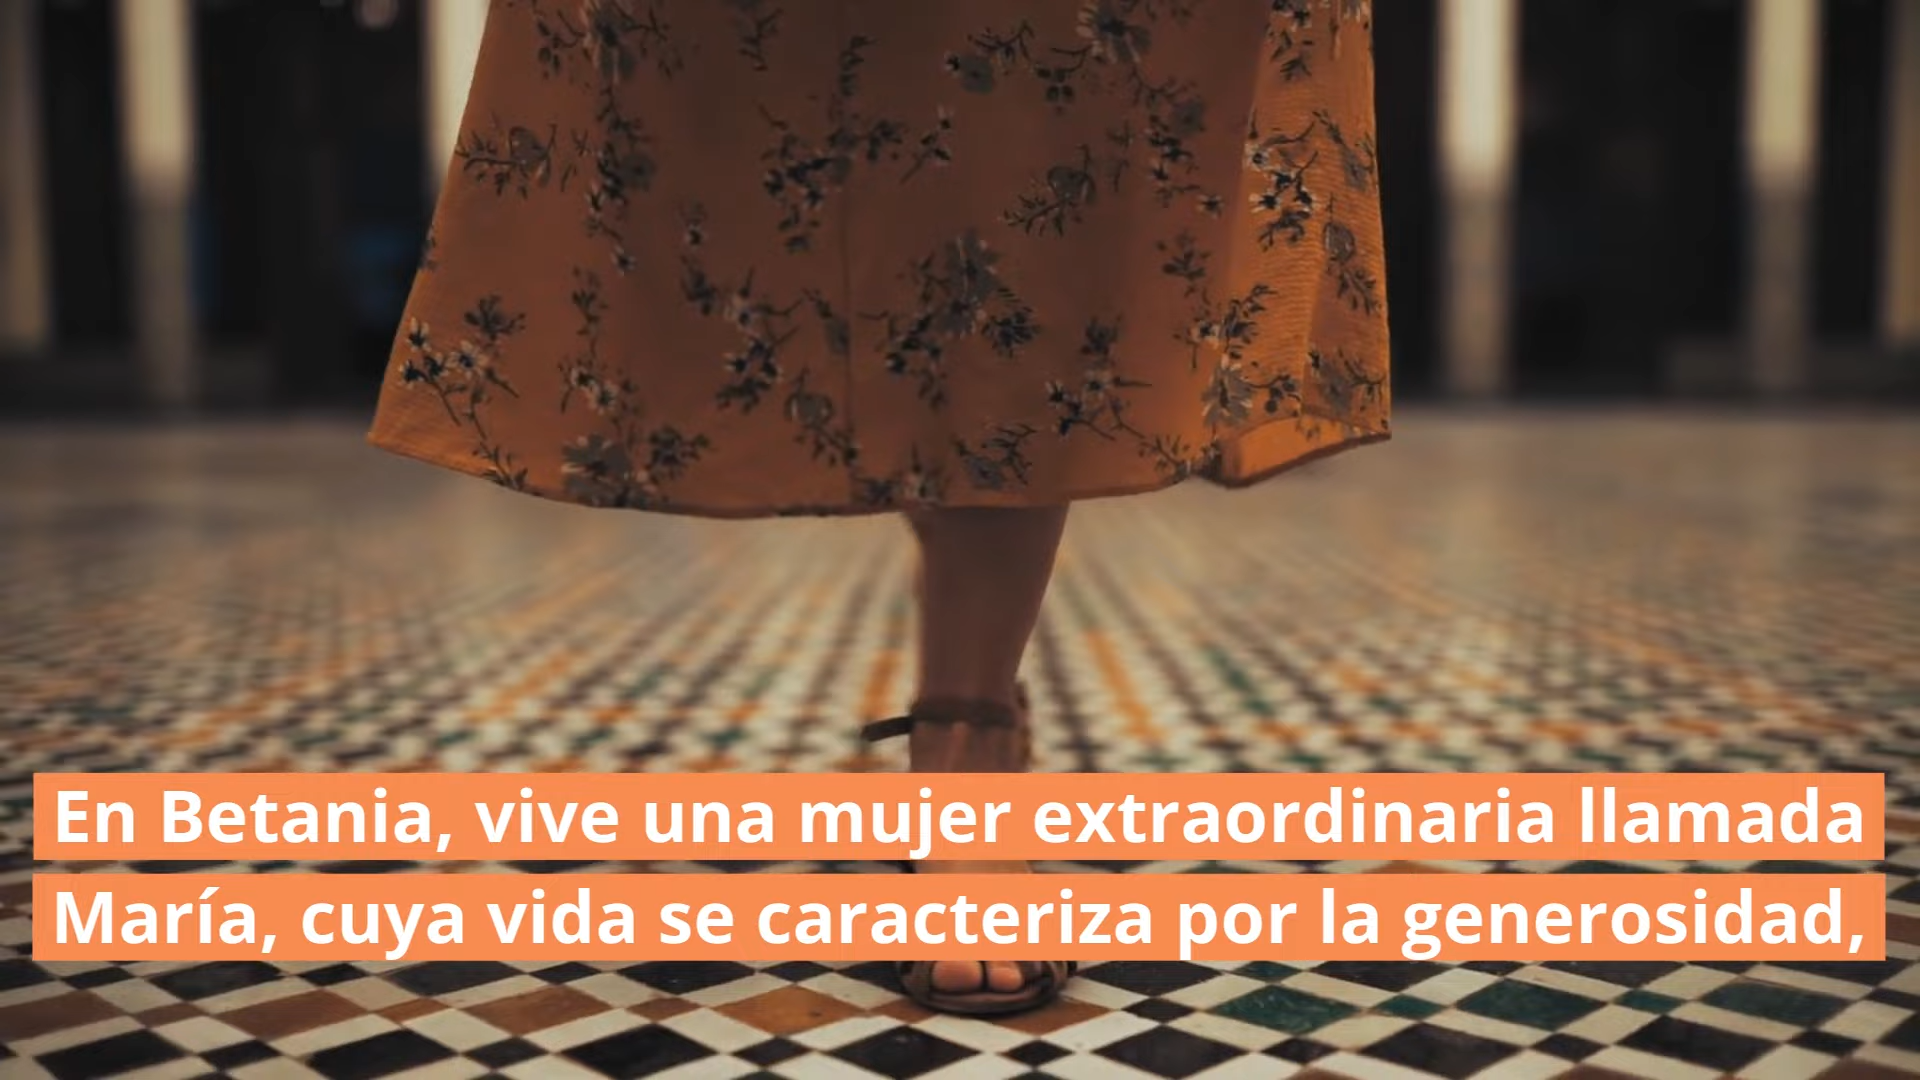 En Betania, vive una mujer extraordinaria llamada
María, cuya vida se caracteriza por la generosidad,